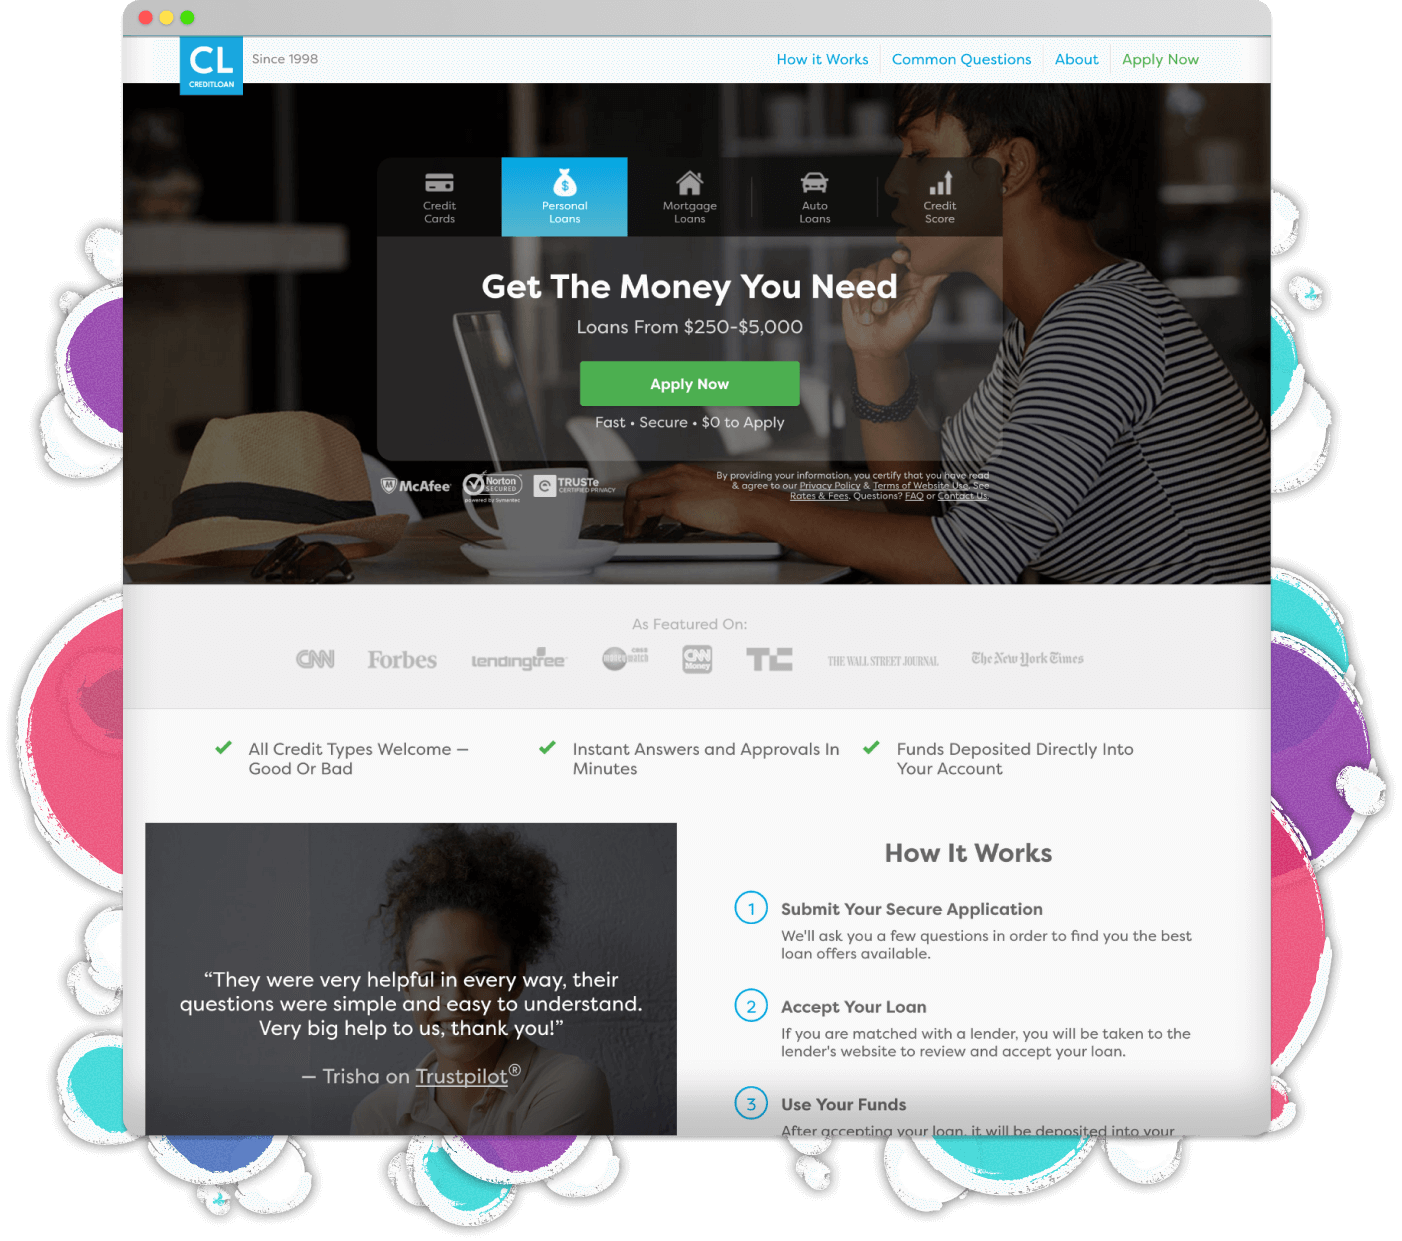 CL
CREDITLOAN
Since 1998
How it Works
Common Questions
About
Apply Now
Credit
Cards
Personal
Loans
Mortgage
Loans
Auto
Loans
Credit
Score
Get The Money You Need
Loans From $250-$5,000
Apply Now
Fast • Secure • $0 to Apply
McAfee
Norton
SECURED
powered by Symantec
TRUSTe
CERTIFIED PRIVACY
By providing your information, you certify that you have read
& agree to our Privacy Policy & Terms of Website Use. See
Rates & Fees. Questions? FAQ or Contact Us.
As Featured On:
CNN
Forbes
lendingtree
moneywatch
CNN
Money
TC
THE WALL STREET JOURNAL
The New York Times
All Credit Types Welcome —
Good Or Bad
Instant Answers and Approvals In
Minutes
Funds Deposited Directly Into
Your Account
“They were very helpful in every way, their
questions were simple and easy to understand.
Very big help to us, thank you!”
— Trisha on Trustpilot®
How It Works
1 Submit Your Secure Application
We'll ask you a few questions in order to find you the best
loan offers available.
2 Accept Your Loan
If you are matched with a lender, you will be taken to the
lender's website to review and accept your loan.
3 Use Your Funds
After accepting your loan, it will be deposited into your